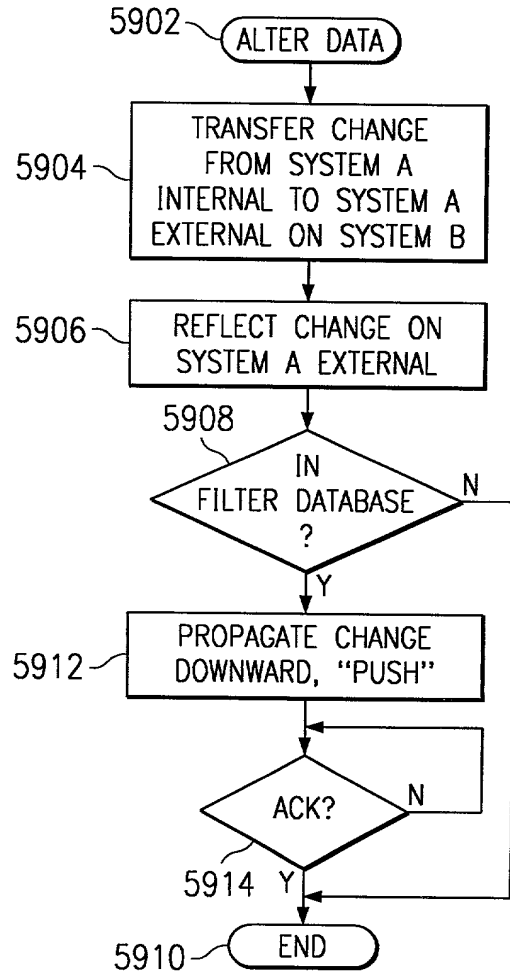 5902
ALTER DATA
5904
TRANSFER CHANGE
FROM SYSTEM A
INTERNAL TO SYSTEM A
EXTERNAL ON SYSTEM B
5906
REFLECT CHANGE ON
SYSTEM A EXTERNAL
5908
IN
FILTER DATABASE
?
N
Y
5912
PROPAGATE CHANGE
DOWNWARD, “PUSH”
ACK?
N
5914
Y
5910
END